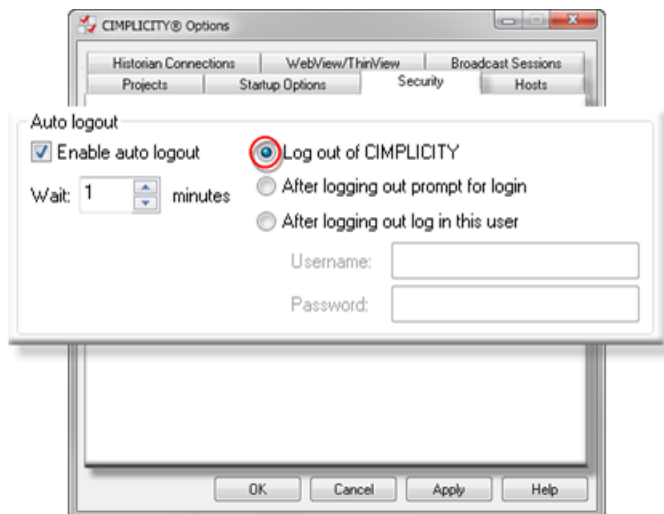 CIMPLICITY® Options
Historian Connections WebView/ThinView Broadcast Sessions
Projects Startup Options Security Hosts
Auto logout
Enable auto logout Log out of CIMPLICITY
Wait: 1 minutes After logging out prompt for login
After logging out log in this user
Username:
Password:
OK Cancel Apply Help